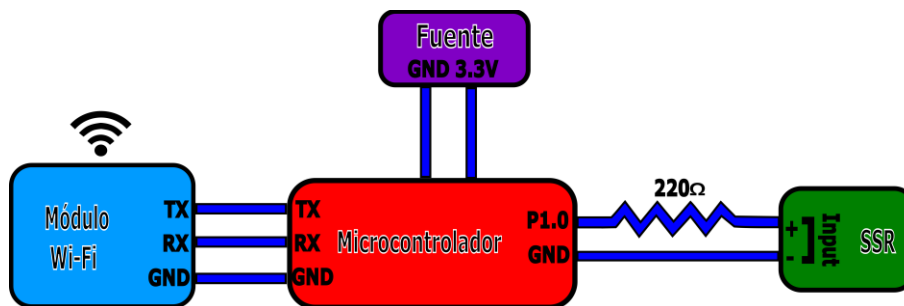 Fuente
GND 3.3V
Módulo
Wi-Fi
TX
RX
GND
TX
RX
GND
Microcontrolador
P1.0
GND
220Ω
+
-
Input
SSR